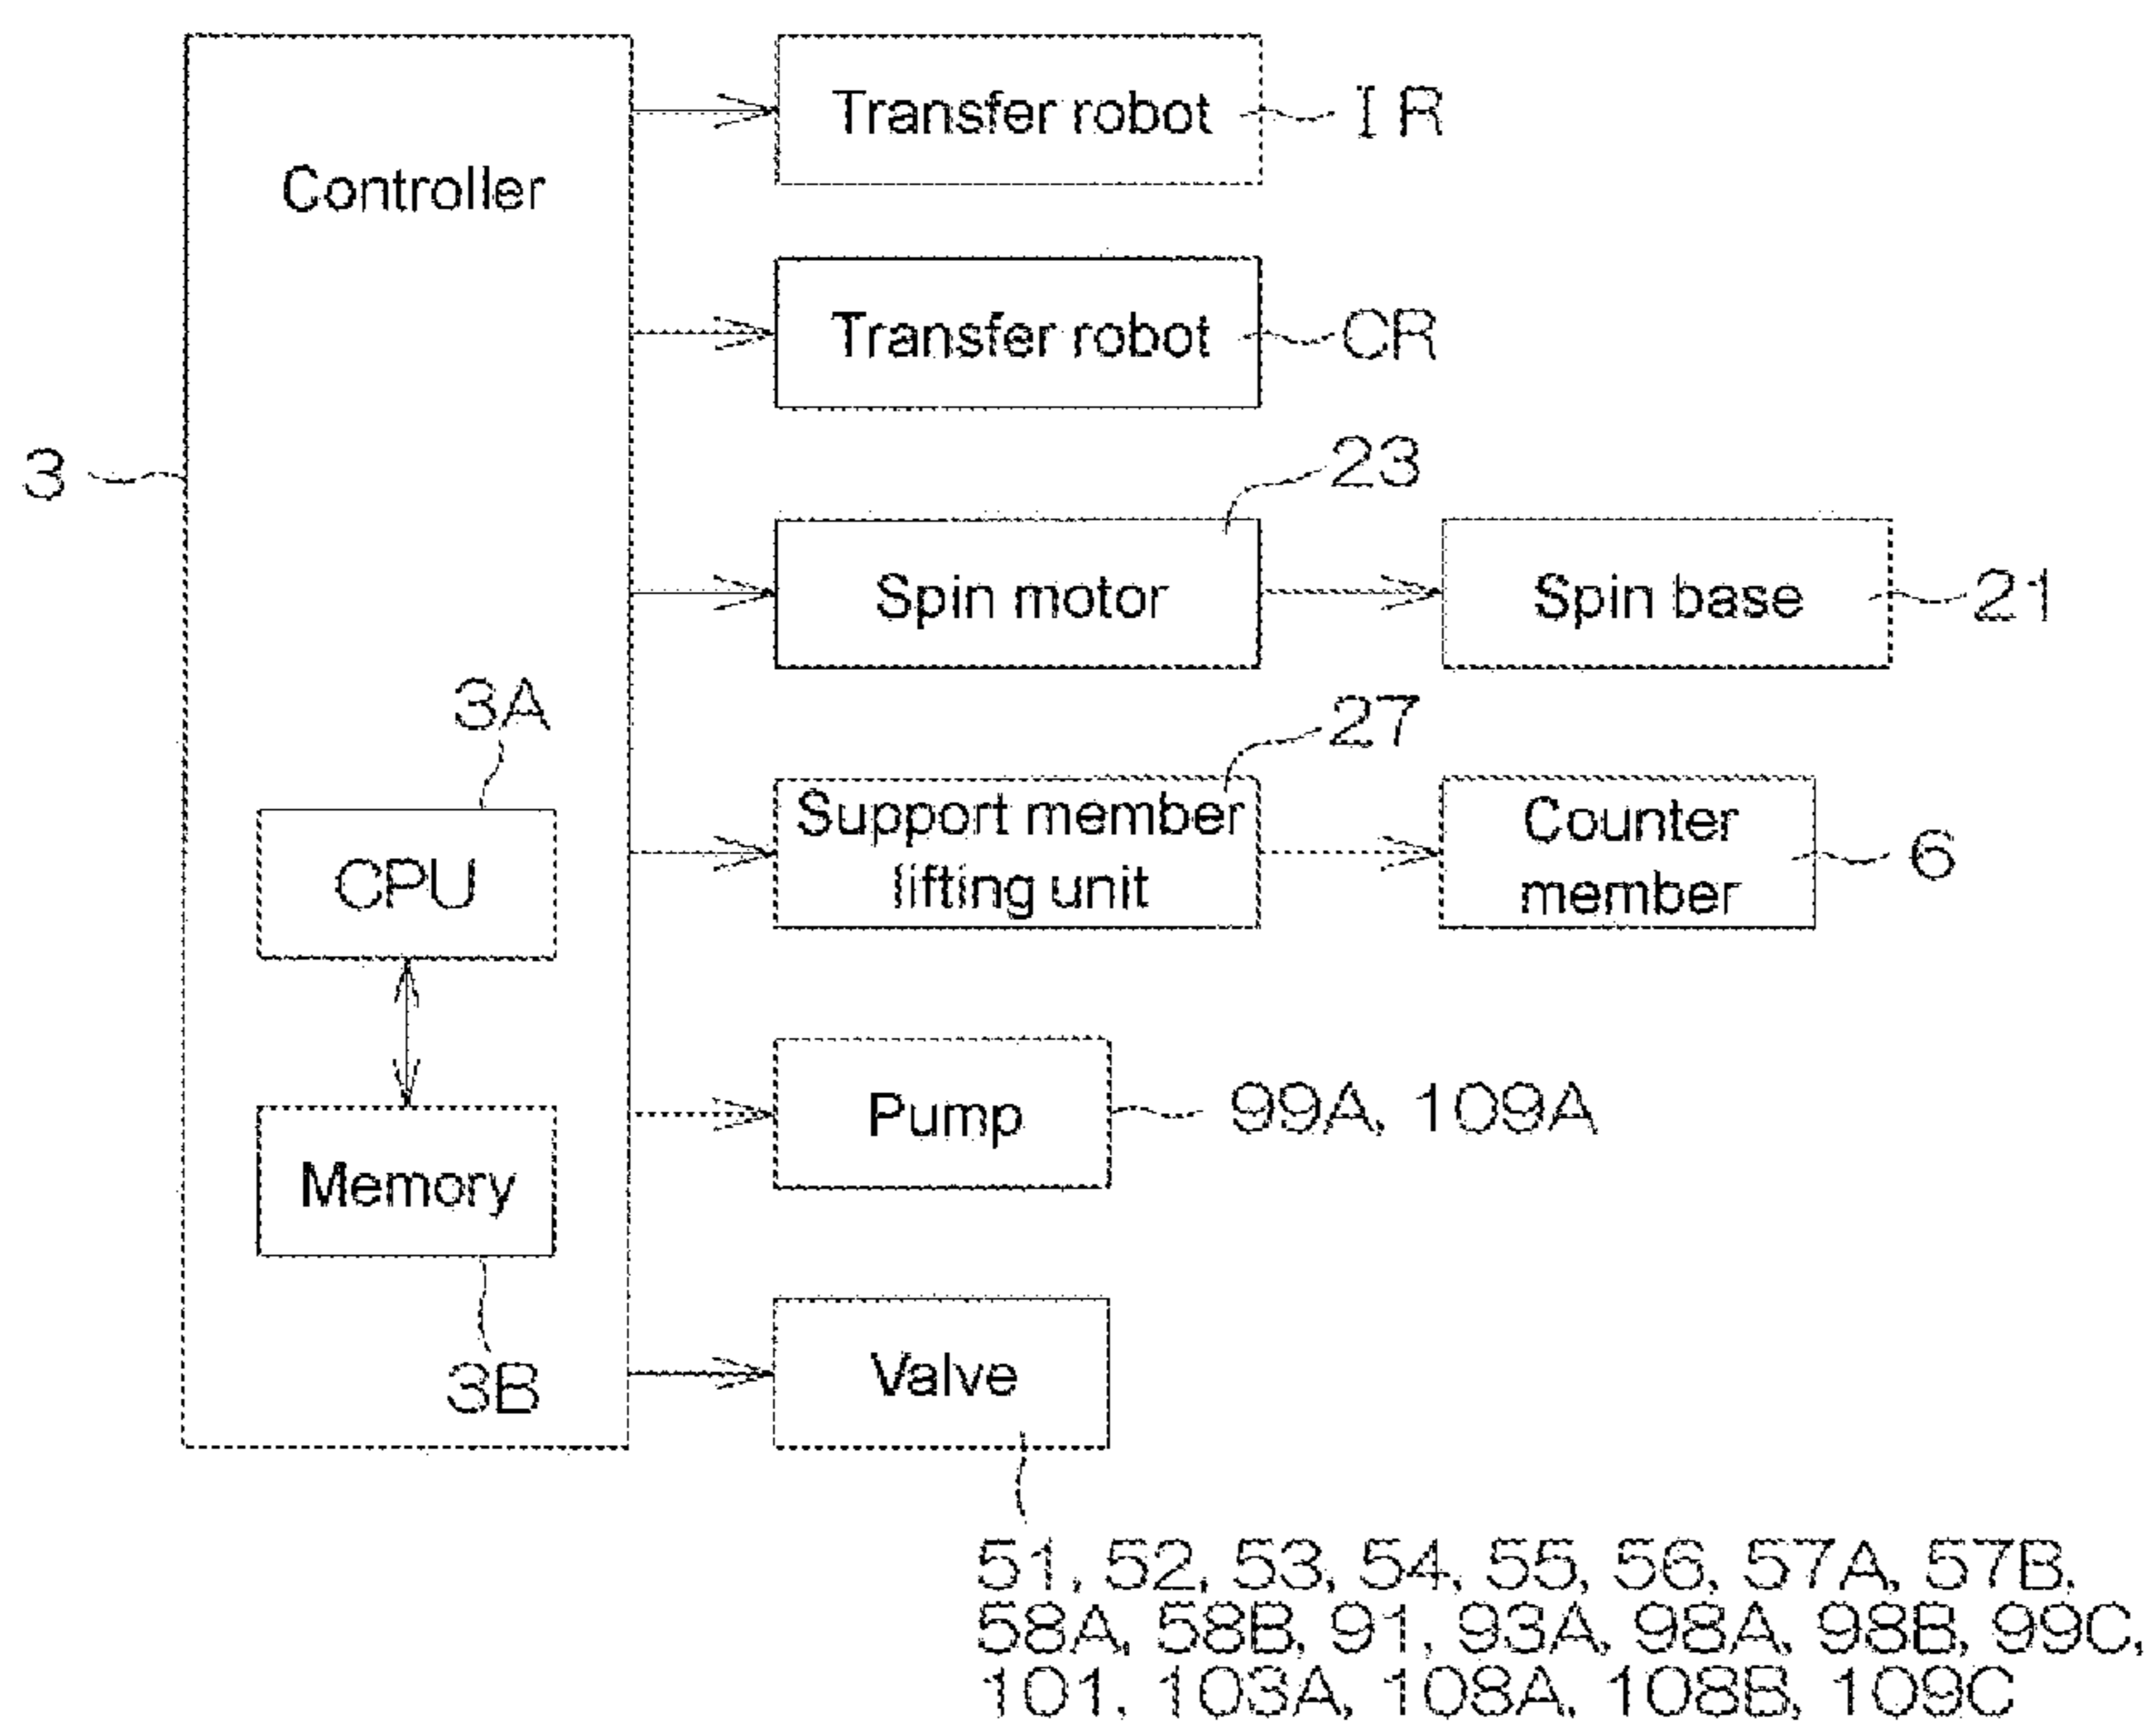 Transfer robot
IR
Controller
Transfer robot
CR
3
23
Spin motor
Spin base
21
3A
27
Support member
lifting unit
Counter
member
6
CPU
Pump
99A, 109A
Memory
Valve
3B
51, 52, 53, 54, 55, 56, 57A, 57B,
58A, 58B, 91, 93A, 98A, 98B, 99C,
101, 103A, 108A, 108B, 109C